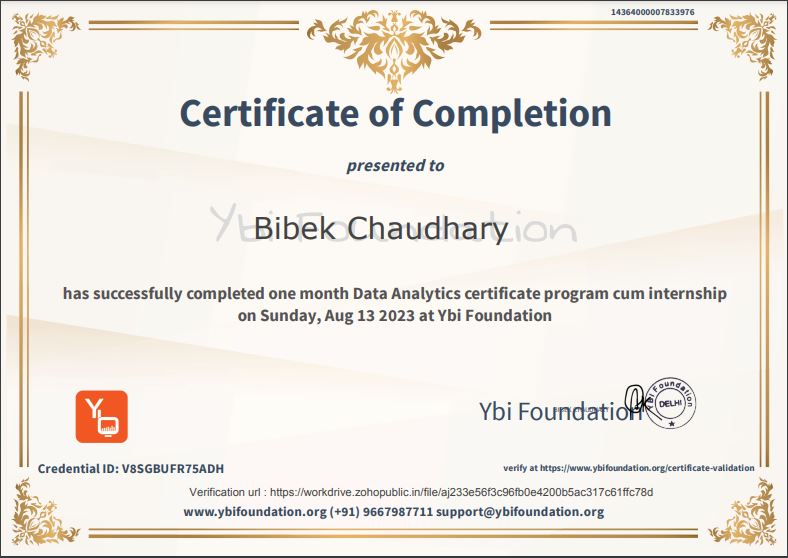 14364000007833976
Certificate of Completion
presented to
Ybi Foundation
Bibek Chaudhary
has successfully completed one month Data Analytics certificate program cum internship
on Sunday, Aug 13 2023 at Ybi Foundation
Ybi
Ybi Foundation
Ybi Foundation
DELHI
Credential ID: V8SGBUFR75ADH
verify at https://www.ybifoundation.org/certificate-validation
Verification url : https://workdrive.zohopublic.in/file/aj233e56f3c96fb0e4200b5ac317c61ffc78d
www.ybifoundation.org (+91) 9667987711 support@ybifoundation.org